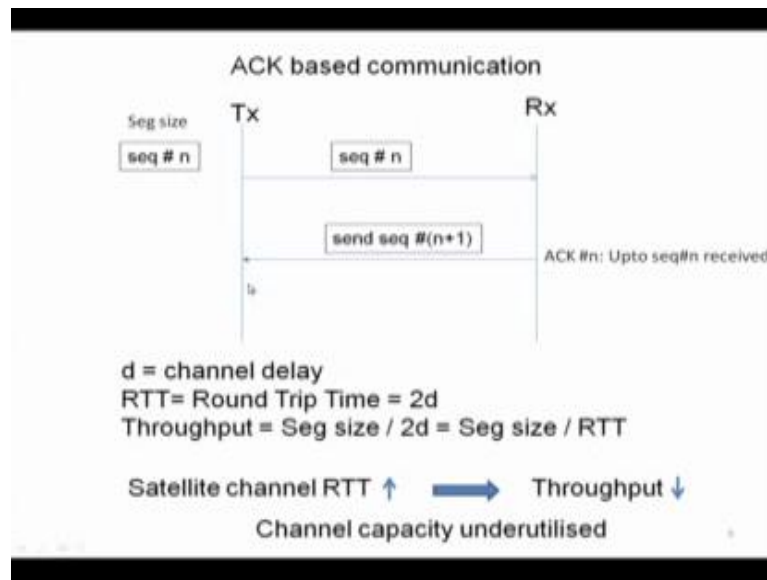 ACK based communication
Tx
Rx
Seg size
seq # n
seq # n
send seq #(n+1)
ACK #n: Upto seq#n received
d = channel delay
RTT= Round Trip Time = 2d
Throughput = Seg size / 2d = Seg size / RTT
Satellite channel RTT ↑ Throughput ↓
Channel capacity underutilised